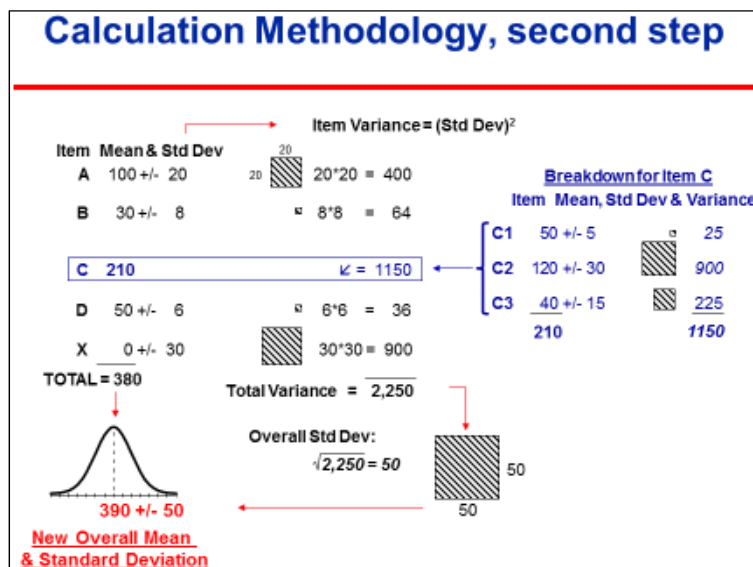 Calculation Methodology, second step
Item Variance = (Std Dev)²
Item Mean & Std Dev
20
A 100 +/- 20 20 20*20 = 400
B 30 +/- 8 8*8 = 64
C 210 ↙ = 1150
D 50 +/- 6 6*6 = 36
X 0 +/- 30 30*30 = 900
TOTAL = 380
Total Variance = 2,250
Breakdown for Item C
Item Mean, Std Dev & Variance
C1 50 +/- 5 25
C2 120 +/- 30 900
C3 40 +/- 15 225
210 1150
Overall Std Dev:
√2,250 = 50
50
50
390 +/- 50
New Overall Mean
& Standard Deviation